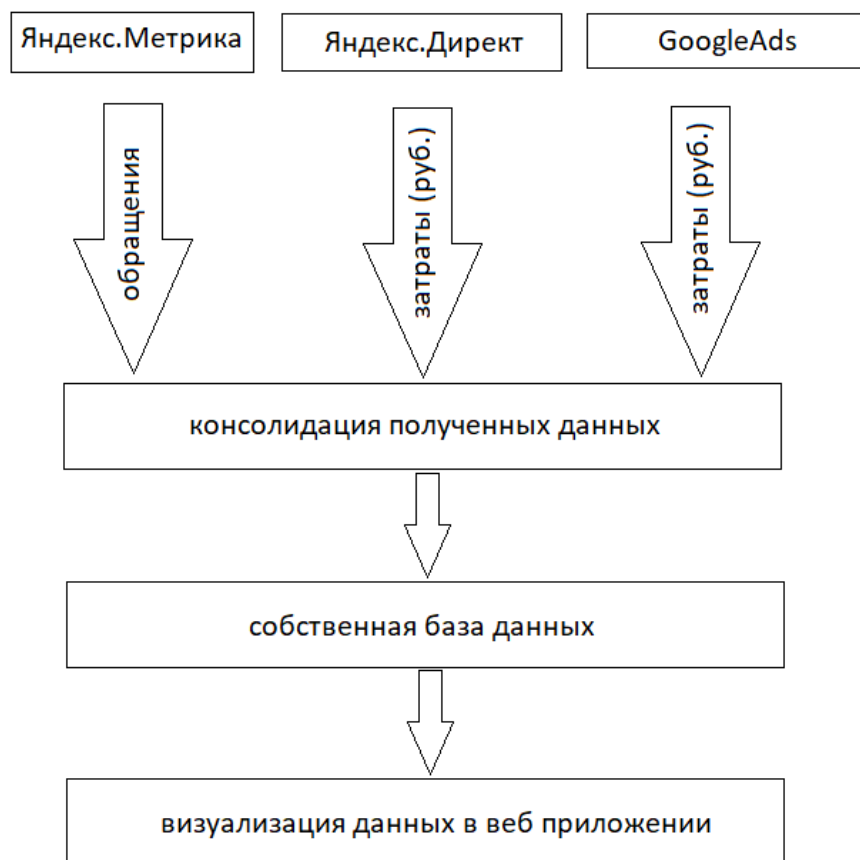 Яндекс.Метрика
Яндекс.Директ
GoogleAds
обращения
затраты (руб.)
затраты (руб.)
консолидация полученных данных
собственная база данных
визуализация данных в веб приложении